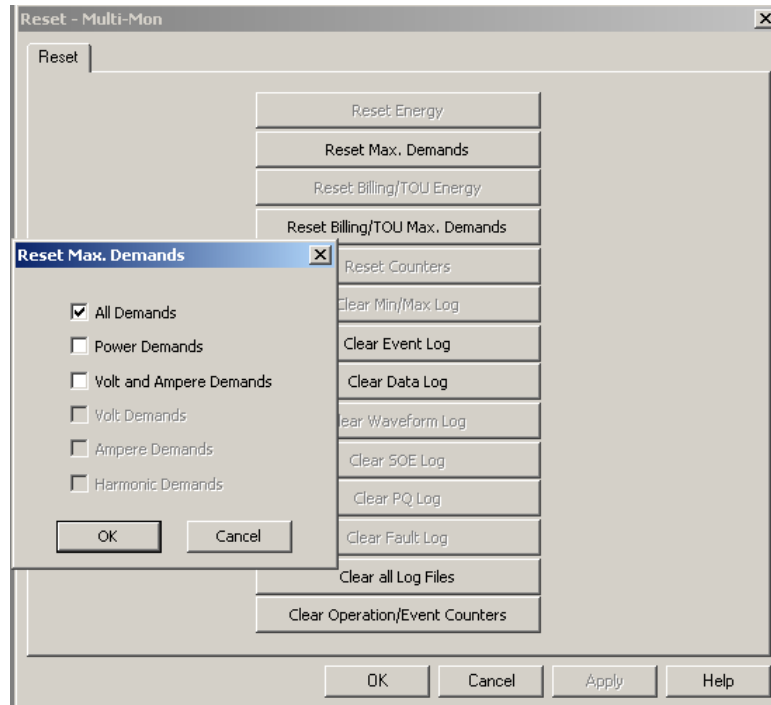 Reset - Multi-Mon
Reset
Reset Energy
Reset Max. Demands
Reset Billing/TOU Energy
Reset Billing/TOU Max. Demands
Reset Counters
Clear Min/Max Log
Clear Event Log
Clear Data Log
lear Waveform Log
Clear SOE Log
Clear PQ Log
Clear Fault Log
Clear all Log Files
Clear Operation/Event Counters
Reset Max. Demands
All Demands
Power Demands
Volt and Ampere Demands
Volt Demands
Ampere Demands
Harmonic Demands
OK Cancel
OK Cancel Apply Help